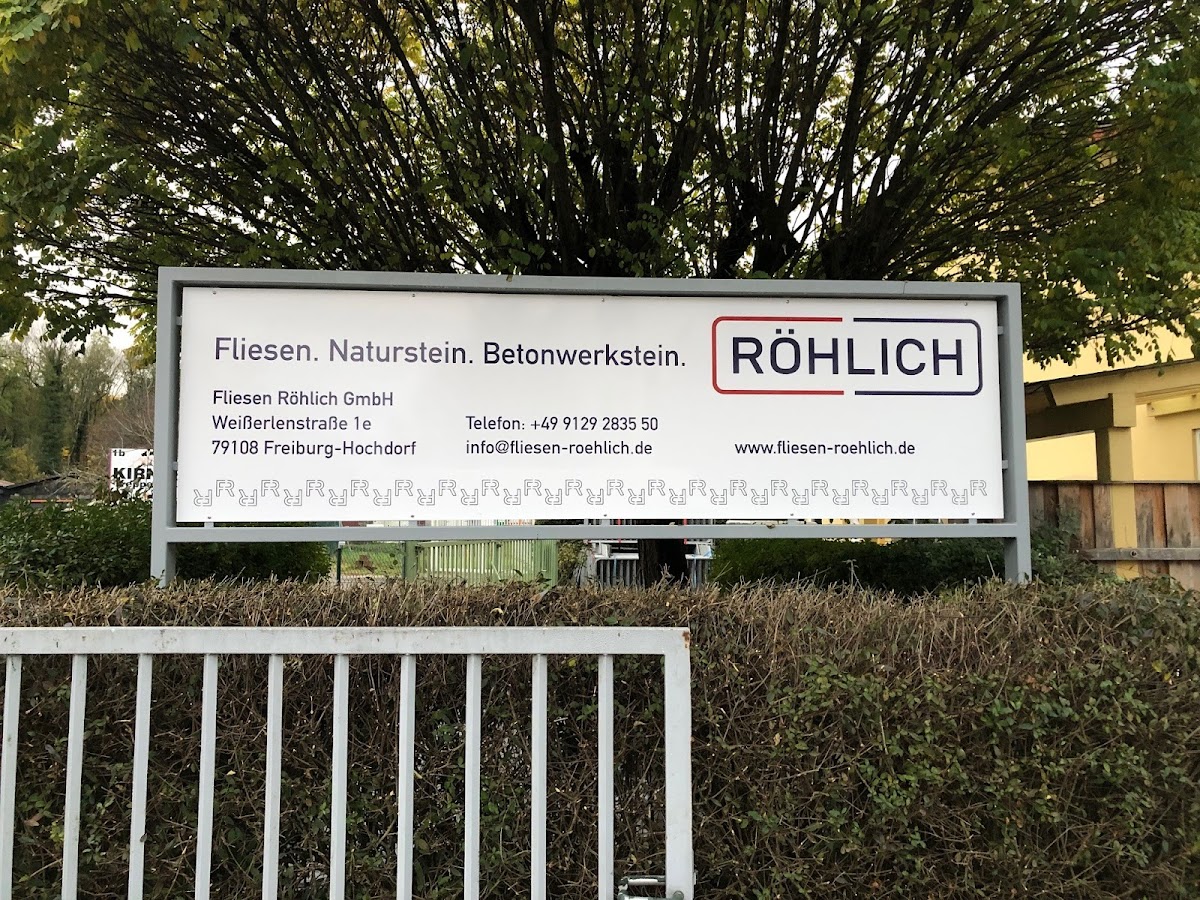 Fliesen. Naturstein. Betonwerkstein.
RÖHLICH
Fliesen Röhlich GmbH
Weißerlenstraße 1e
79108 Freiburg-Hochdorf
Telefon: +49 9129 2835 50
info@fliesen-roehlich.de
www.fliesen-roehlich.de
1b